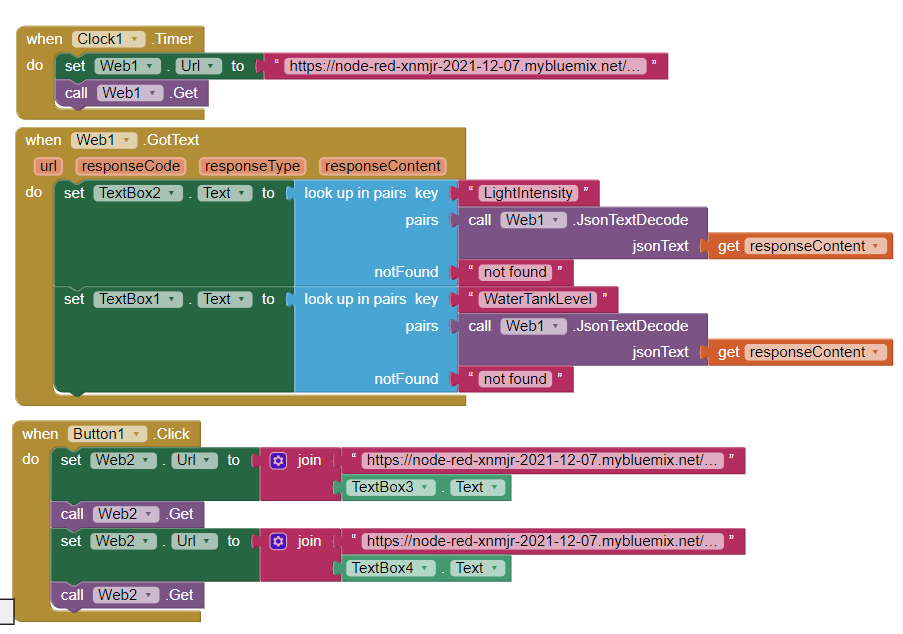 when Clock1 .Timer
do set Web1 . Url to " https://node-red-xnmjr-2021-12-07.mybluemix.net/... "
call Web1 .Get
when Web1 .GotText
url responseCode responseType responseContent
do set TextBox2 . Text to look up in pairs key " LightIntensity "
pairs call Web1 .JsonTextDecode
jsonText get responseContent
notFound " not found "
set TextBox1 . Text to look up in pairs key " WaterTankLevel "
pairs call Web1 .JsonTextDecode
jsonText get responseContent
notFound " not found "
when Button1 .Click
do set Web2 . Url to join " https://node-red-xnmjr-2021-12-07.mybluemix.net/... "
TextBox3 . Text
call Web2 .Get
set Web2 . Url to join " https://node-red-xnmjr-2021-12-07.mybluemix.net/... "
TextBox4 . Text
call Web2 .Get